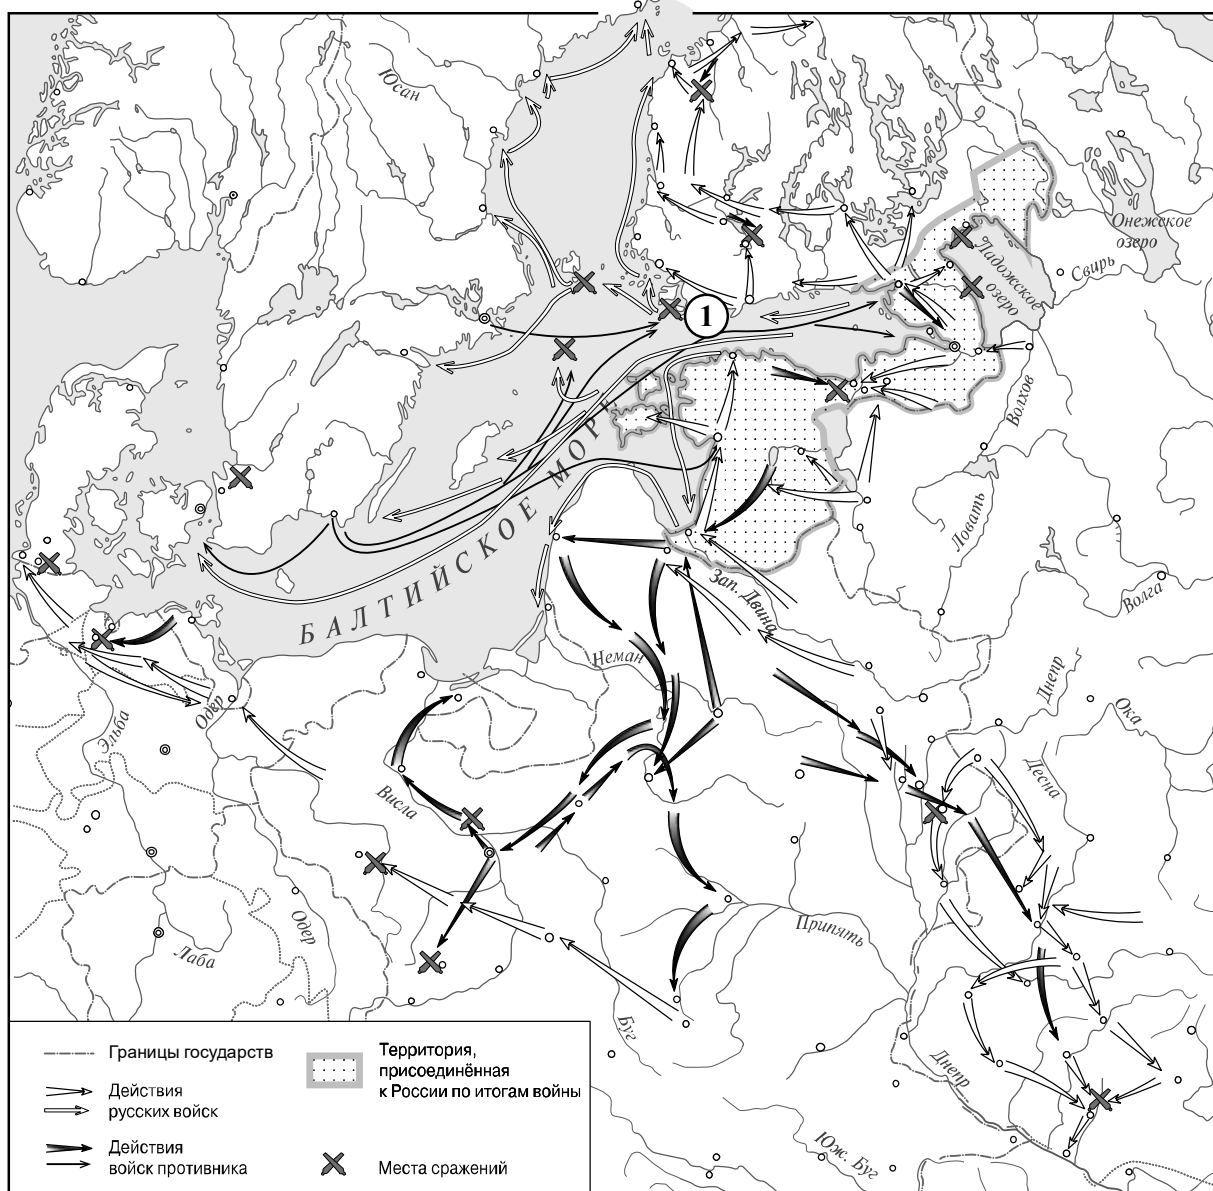 Юсан
Онежское
озеро
Свирь
Ладожское
озеро
1
Волхов
БАЛТИЙСКОЕ МОРЕ
Ловать
Волга
Зап. Двина
Неман
Днепр
Ока
Одер
Эльба
Десна
Висла
Припять
Одер
Лаба
Буг
Днепр
Юж. Буг
Границы государств
Действия
русских войск
Действия
войск противника
Территория,
присоединённая
к России по итогам войны
Места сражений